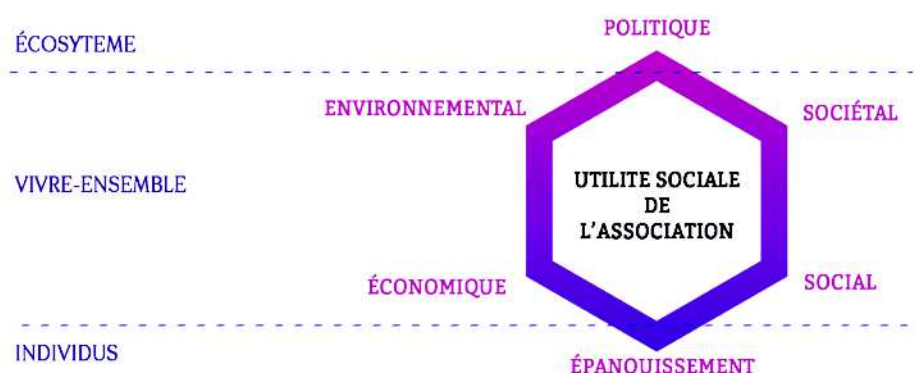 POLITIQUE
ÉCOSYTEME
ENVIRONNEMENTAL
SOCIÉTAL
VIVRE-ENSEMBLE
UTILITE SOCIALE
DE
L'ASSOCIATION
ÉCONOMIQUE
SOCIAL
INDIVIDUS
ÉPANOUISSEMENT